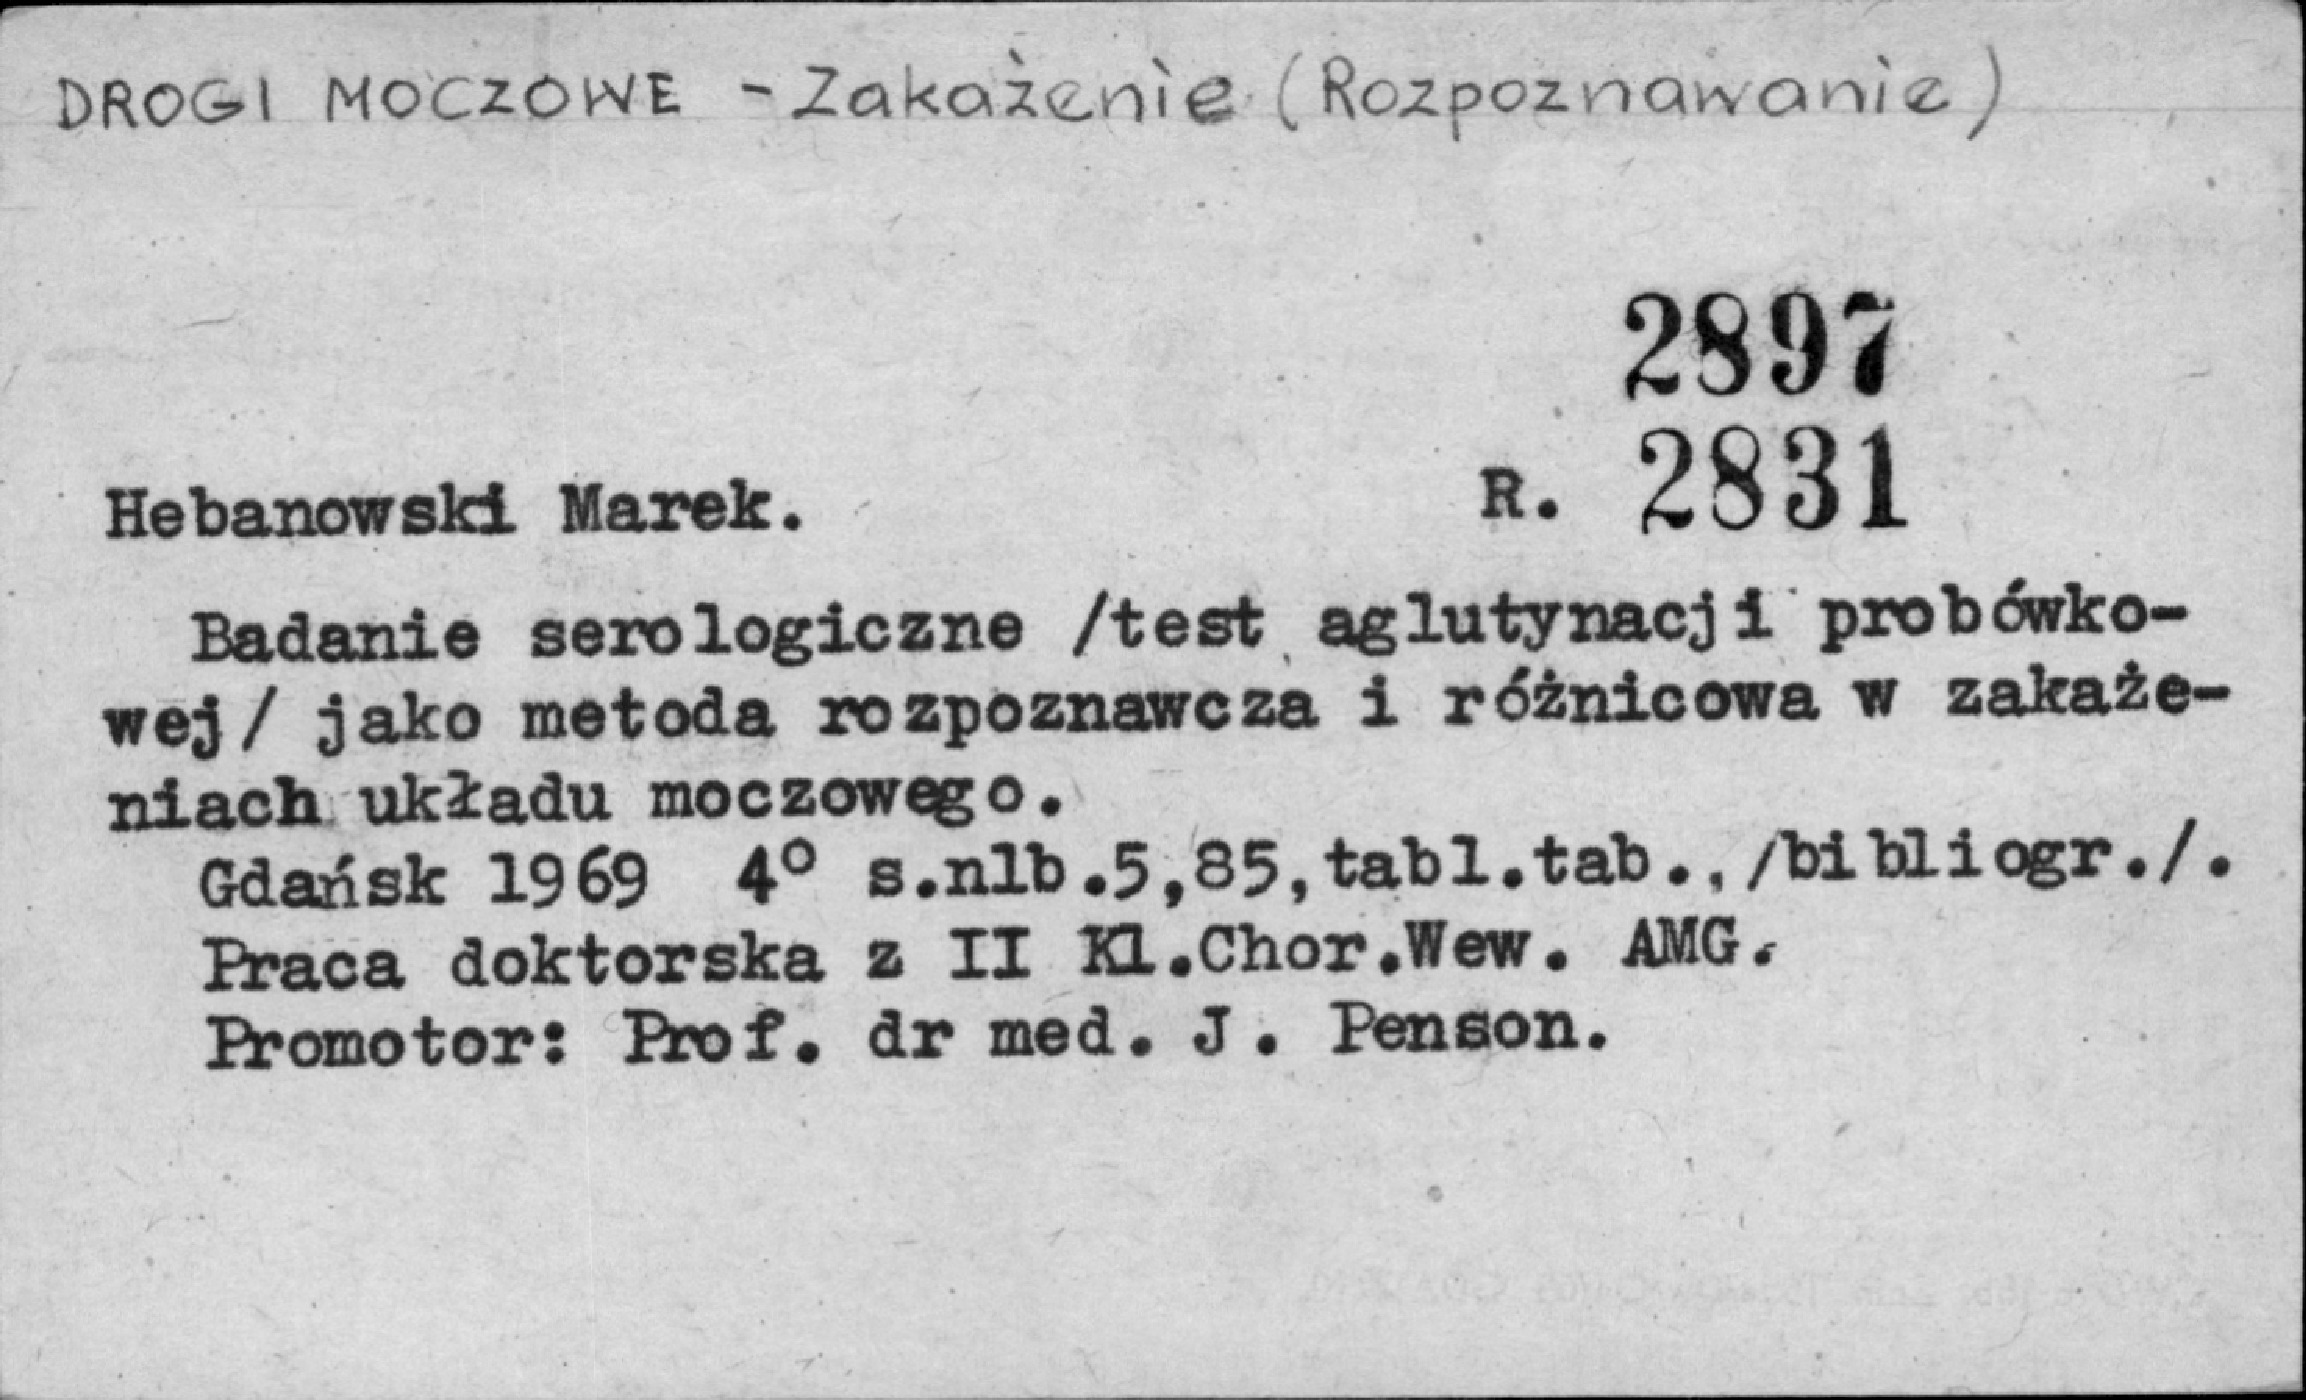 DROGI MOCZOWE - Zakażenie (Rozpoznawanie)
2897
Hebanowski Marek. R. 2831
Badanie serologiczne /test aglutynacji probówko-
wej/ jako metoda rozpoznawcza i różnicowa w zakaże-
niach układu moczowego.
Gdańsk 1969 4° s.nlb.5,85,tabl.tab.,/bibliogr./.
Praca doktorska z II Kl.Chor.Wew. AMG.
Promotor: Prof. dr med. J. Penson.